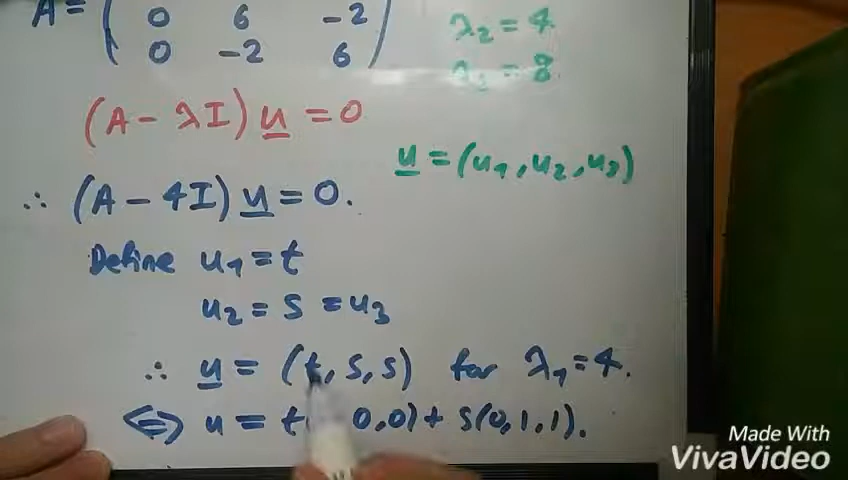 A = ( 0 6 -2
0 -2 6 )
λ₂ = 4
= 8
(A - λI) u = 0
u = (u₁, u₂, u₃)
∴ (A - 4I) u = 0.
Define u₁ = t
u₂ = s = u₃
∴ u = (t, s, s) for λ₁ = 4.
⇔ u = t( 0,0) + s(0,1,1).
Made With
VivaVideo